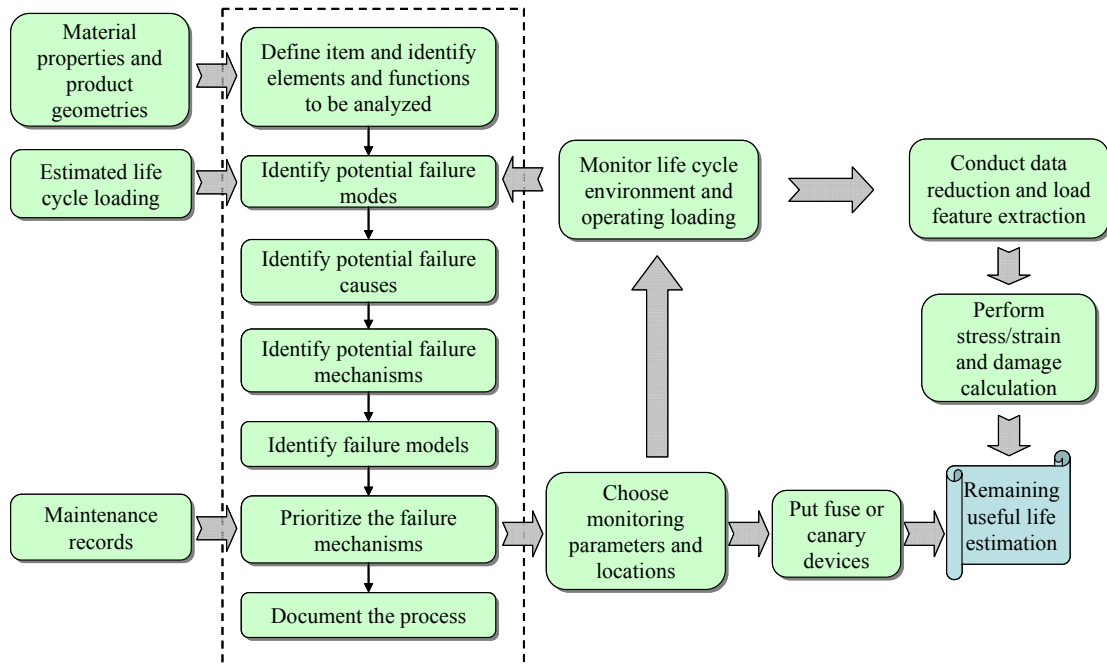 Material
properties and
product
geometries
Define item and identify
elements and functions
to be analyzed
Estimated life
cycle loading
Identify potential failure
modes
Monitor life cycle
environment and
operating loading
Conduct data
reduction and load
feature extraction
Identify potential failure
causes
Perform
stress/strain
and damage
calculation
Identify potential failure
mechanisms
Identify failure models
Maintenance
records
Prioritize the failure
mechanisms
Choose
monitoring
parameters and
locations
Put fuse or
canary
devices
Remaining
useful life
estimation
Document the process